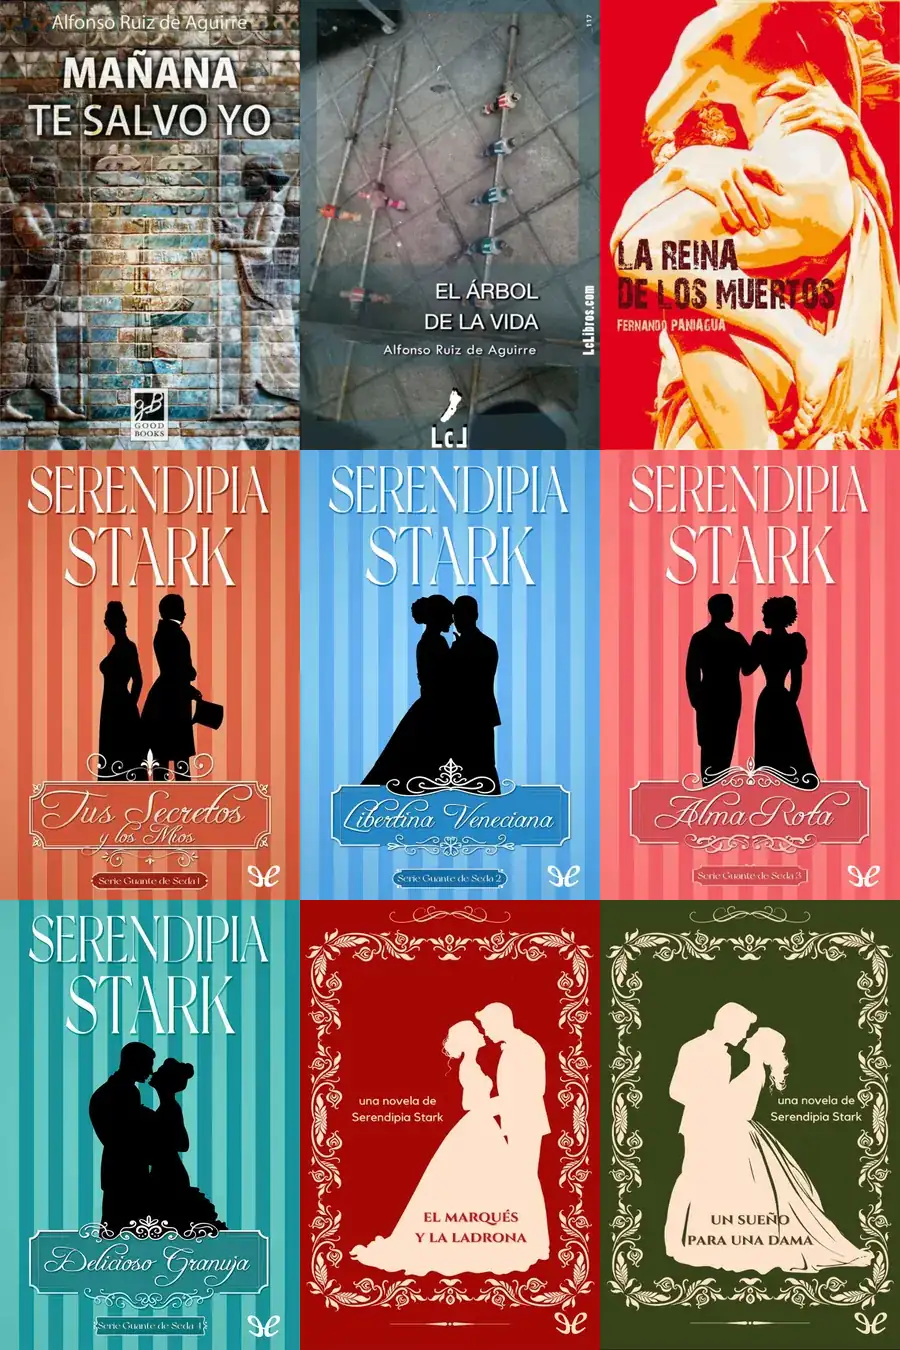 Alfonso Ruiz de Aguirre
MAÑANA
TE SALVO YO
GB
GOOD
BOOKS
117
EL ÁRBOL
DE LA VIDA
Alfonso Ruiz de Aguirre
LcLibros.com
LcL
LA REINA
DE LOS MUERTOS
FERNANDO PANIAGUA
SERENDIPIA
STARK
Tus Secretos
y los Mios
Serie Guante de Seda 1
SERENDIPIA
STARK
Libertina Veneciana
Serie Guante de Seda 2
SERENDIPIA
STARK
Alma Rota
Serie Guante de Seda 3
SERENDIPIA
STARK
Delicioso Granuja
Serie Guante de Seda 4
una novela de
Serendipia Stark
EL MARQUÉS
Y LA LADRONA
una novela de
Serendipia Stark
UN SUEÑO
PARA UNA DAMA